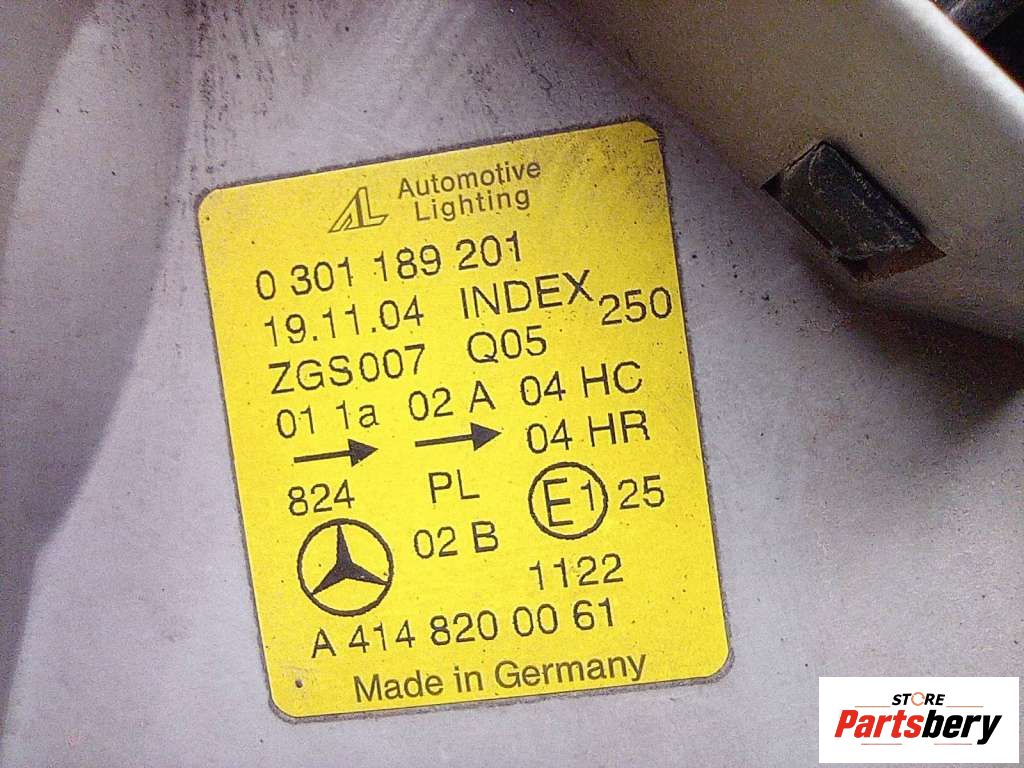 Automotive
Lighting
0 301 189 201
19.11.04 INDEX 250
ZGS007 Q05
01 1a 02 A 04 HC
04 HR
824 PL E1 25
02 B
1122
A 414 820 00 61
Made in Germany
STORE
Partsbery